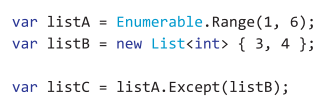 var listA = Enumerable.Range(1, 6);
var listB = new List<int> { 3, 4 };
var listC = listA.Except(listB);